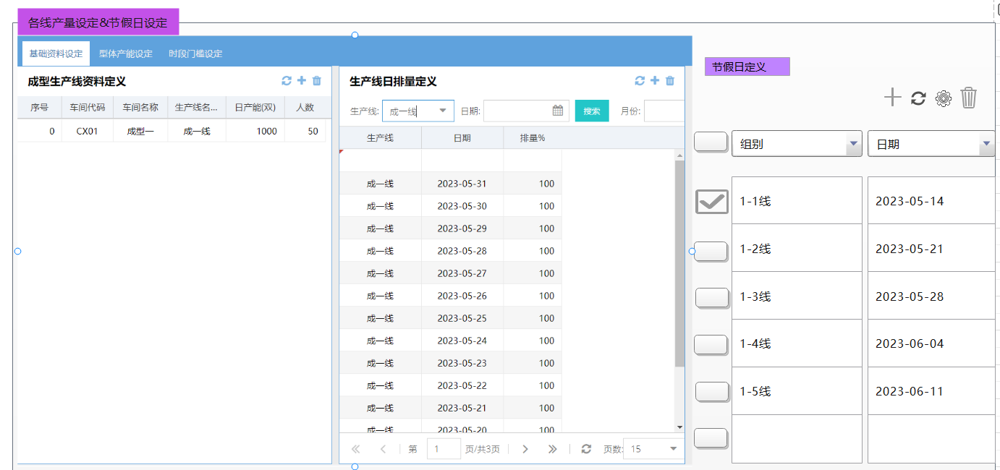 各线产量设定&节假日设定
基础资料设定 型体产能设定 时段门槛设定
成型生产线资料定义
序号 车间代码 车间名称 生产线名... 日产能(双) 人数
0 CX01 成型一 成一线 1000 50
生产线日排量定义
生产线: 成一线 日期: 搜索 月份:
生产线 日期 排量%
成一线 2023-05-31 100
成一线 2023-05-30 100
成一线 2023-05-29 100
成一线 2023-05-28 100
成一线 2023-05-27 100
成一线 2023-05-26 100
成一线 2023-05-25 100
成一线 2023-05-24 100
成一线 2023-05-23 100
成一线 2023-05-22 100
成一线 2023-05-21 100
成一线 2023-05-20 100
第 1 页/共3页 页数: 15
节假日定义
组别 日期
1-1线 2023-05-14
1-2线 2023-05-21
1-3线 2023-05-28
1-4线 2023-06-04
1-5线 2023-06-11